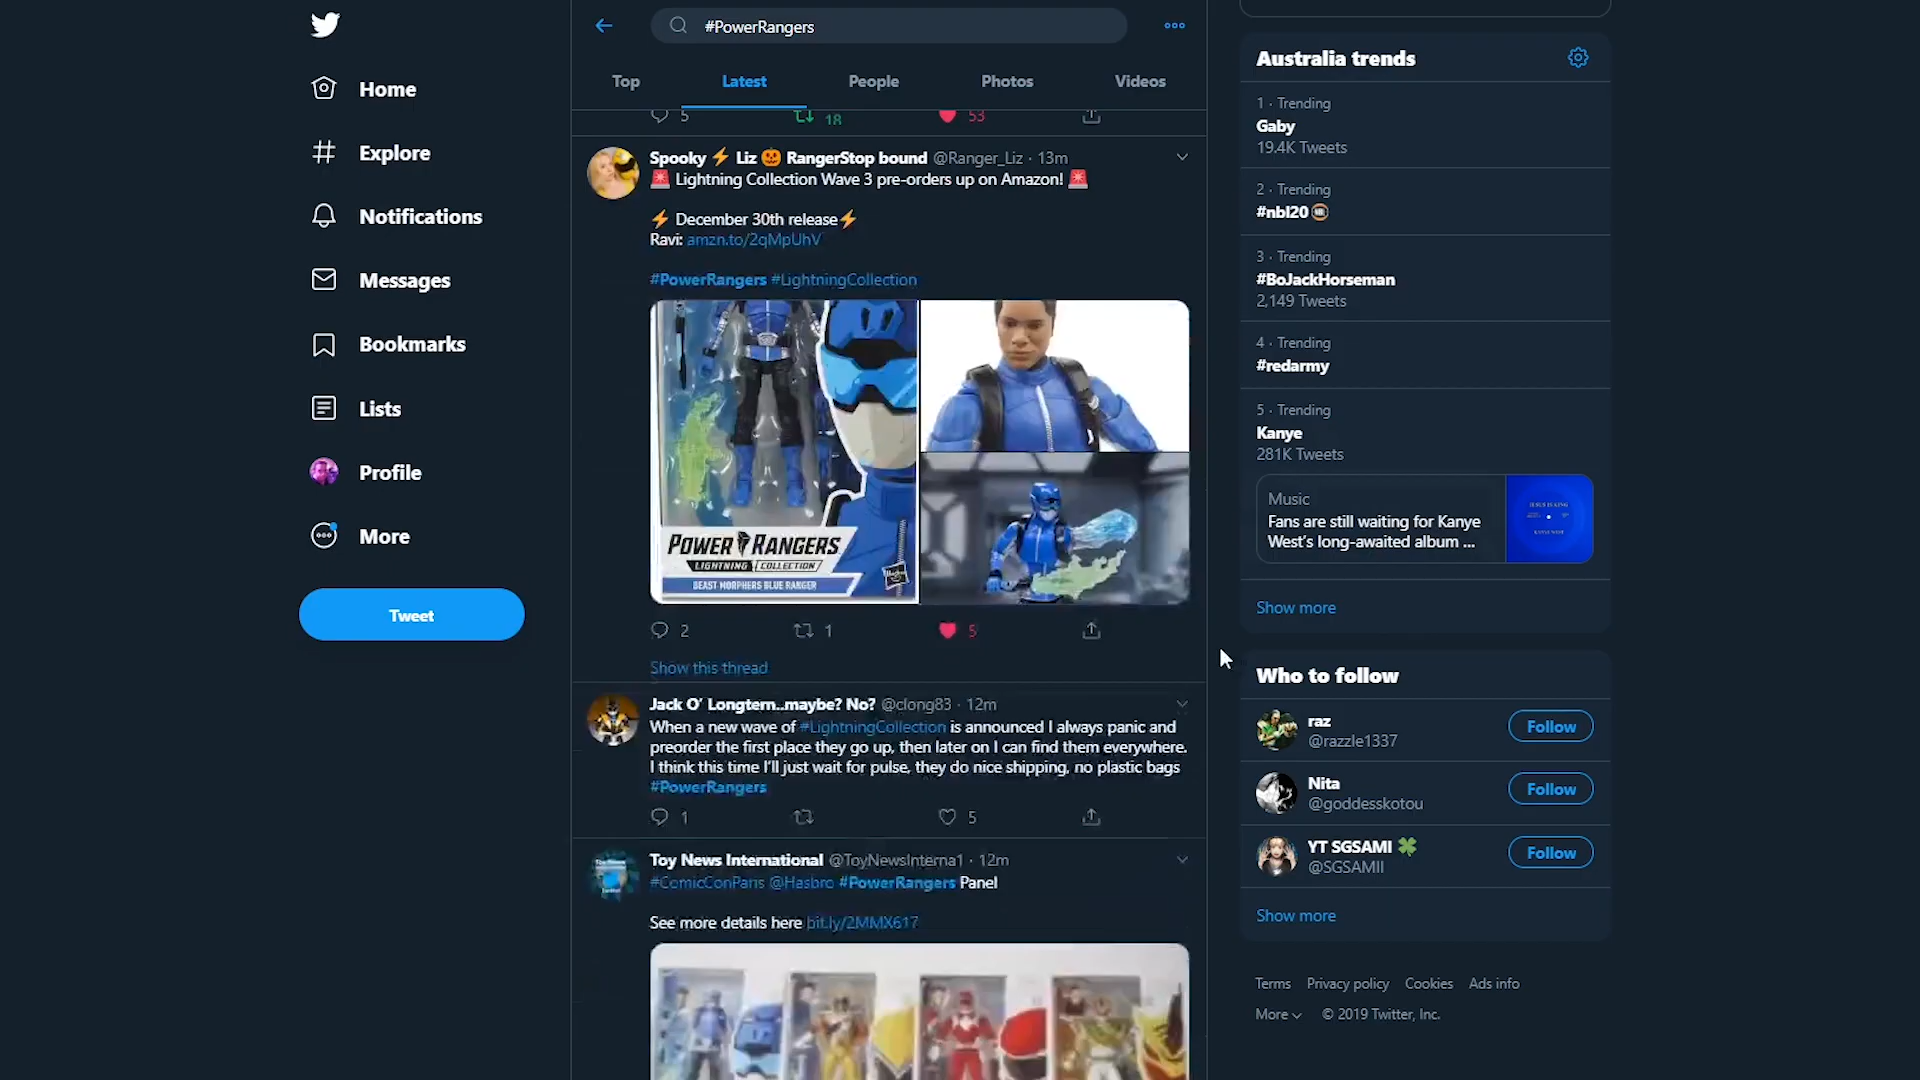 #PowerRangers
Home
Explore
Notifications
Messages
Bookmarks
Lists
Profile
More
Tweet
Top
Latest
People
Photos
Videos
5
18
53
Spooky ⚡ Liz 🎃 RangerStop bound @Ranger_Liz · 13m
🚨 Lightning Collection Wave 3 pre-orders up on Amazon! 🚨
⚡ December 30th release⚡
Ravi: amzn.to/2qMpUhV
#PowerRangers #LightningCollection
POWER RANGERS
LIGHTNING COLLECTION
BEAST MORPHERS BLUE RANGER
Hasbro
2
1
5
Show this thread
Jack O' Longtern..maybe? No? @clong83 · 12m
When a new wave of #LightningCollection is announced I always panic and
preorder the first place they go up, then later on I can find them everywhere.
I think this time I'll just wait for pulse, they do nice shipping, no plastic bags
#PowerRangers
1
5
Toy News International @ToyNewsInterna1 · 12m
#ComicConParis @Hasbro #PowerRangers Panel
See more details here bit.ly/2MMX617
Australia trends
1 · Trending
Gaby
19.4K Tweets
2 · Trending
#nbl20
3 · Trending
#BoJackHorseman
2,149 Tweets
4 · Trending
#redarmy
5 · Trending
Kanye
281K Tweets
Music
Fans are still waiting for Kanye
West's long-awaited album ...
JESUS IS KING
KANYE WEST
Show more
Who to follow
raz
@razzle1337
Follow
Nita
@goddesskotou
Follow
YT SGSAMI 🍀
@SGSAMII
Follow
Show more
Terms Privacy policy Cookies Ads info
More © 2019 Twitter, Inc.